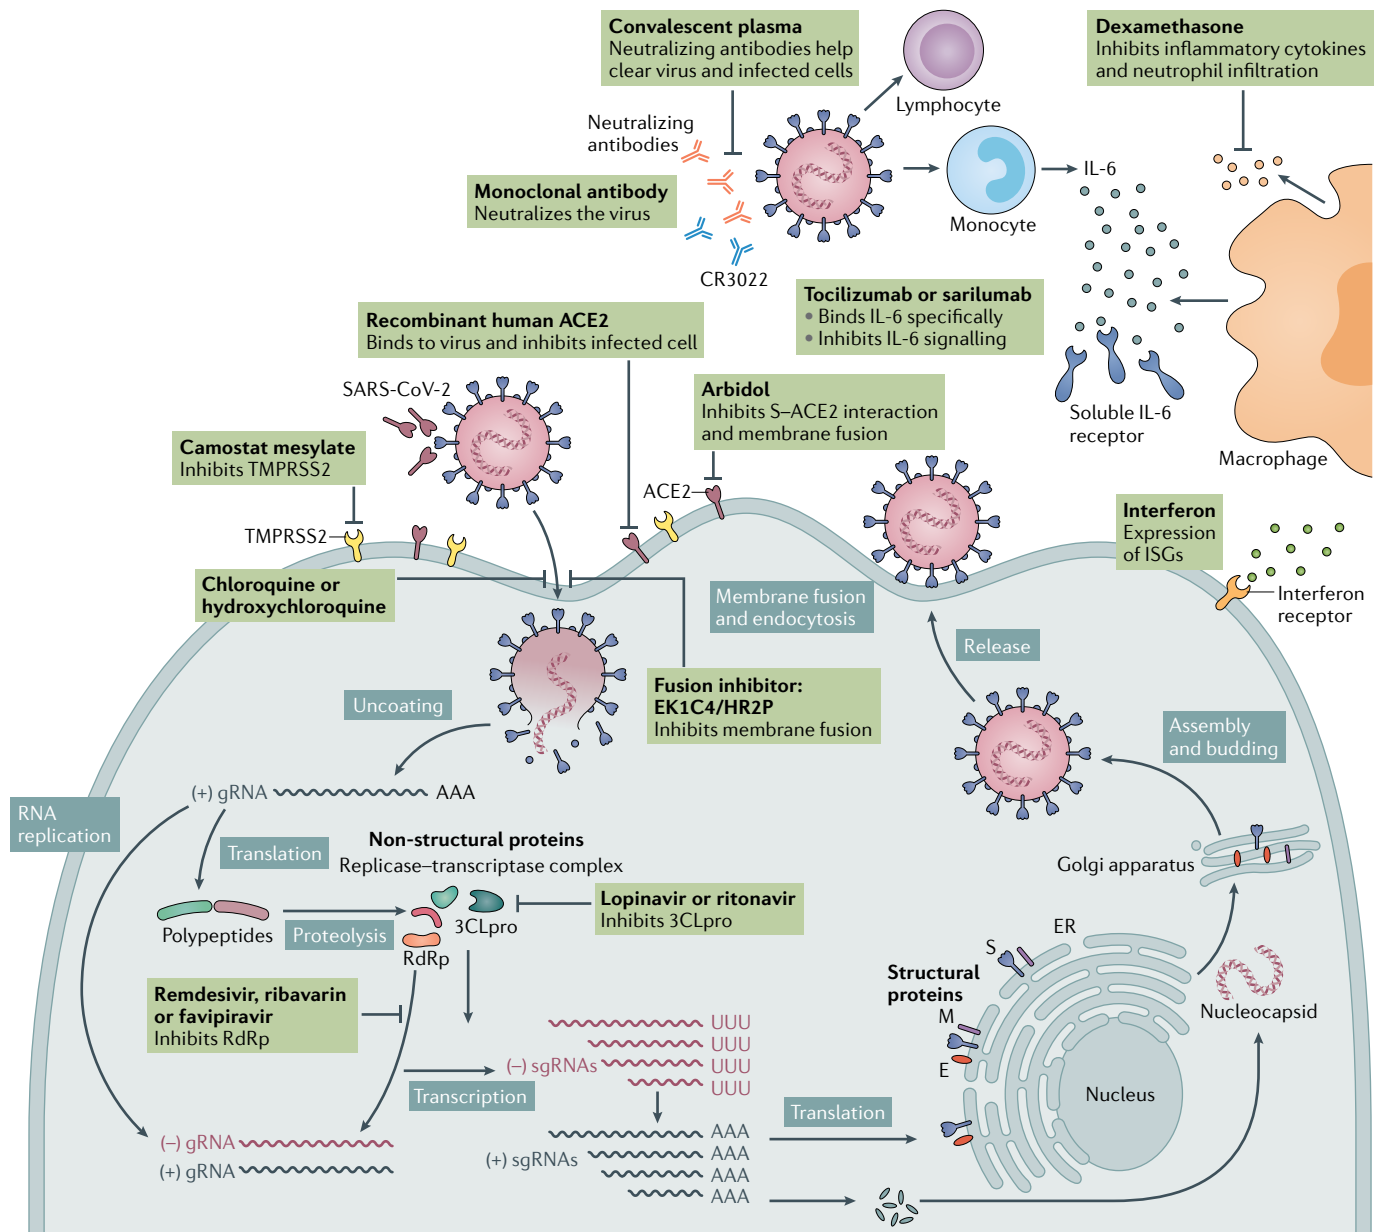 Convalescent plasma
Neutralizing antibodies help
clear virus and infected cells
Dexamethasone
Inhibits inflammatory cytokines
and neutrophil infiltration
Lymphocyte
Neutralizing
antibodies
Monoclonal antibody
Neutralizes the virus
CR3022
Monocyte
IL-6
Tocilizumab or sarilumab
• Binds IL-6 specifically
• Inhibits IL-6 signalling
Soluble IL-6
receptor
Macrophage
Recombinant human ACE2
Binds to virus and inhibits infected cell
SARS-CoV-2
Arbidol
Inhibits S–ACE2 interaction
and membrane fusion
Camostat mesylate
Inhibits TMPRSS2
ACE2
TMPRSS2
Interferon
Expression
of ISGs
Interferon
receptor
Chloroquine or
hydroxychloroquine
Membrane fusion
and endocytosis
Release
Fusion inhibitor:
EK1C4/HR2P
Inhibits membrane fusion
Uncoating
Assembly
and budding
(+) gRNA
AAA
RNA
replication
Translation
Non-structural proteins
Replicase–transcriptase complex
Golgi apparatus
Polypeptides
Proteolysis
3CLpro
RdRp
Lopinavir or ritonavir
Inhibits 3CLpro
ER
S
Structural
proteins
M
E
Nucleocapsid
Nucleus
Remdesivir, ribavarin
or favipiravir
Inhibits RdRp
UUU
UUU
(–) sgRNAs
UUU
UUU
Transcription
Translation
AAA
(+) sgRNAs
AAA
AAA
AAA
(–) gRNA
(+) gRNA